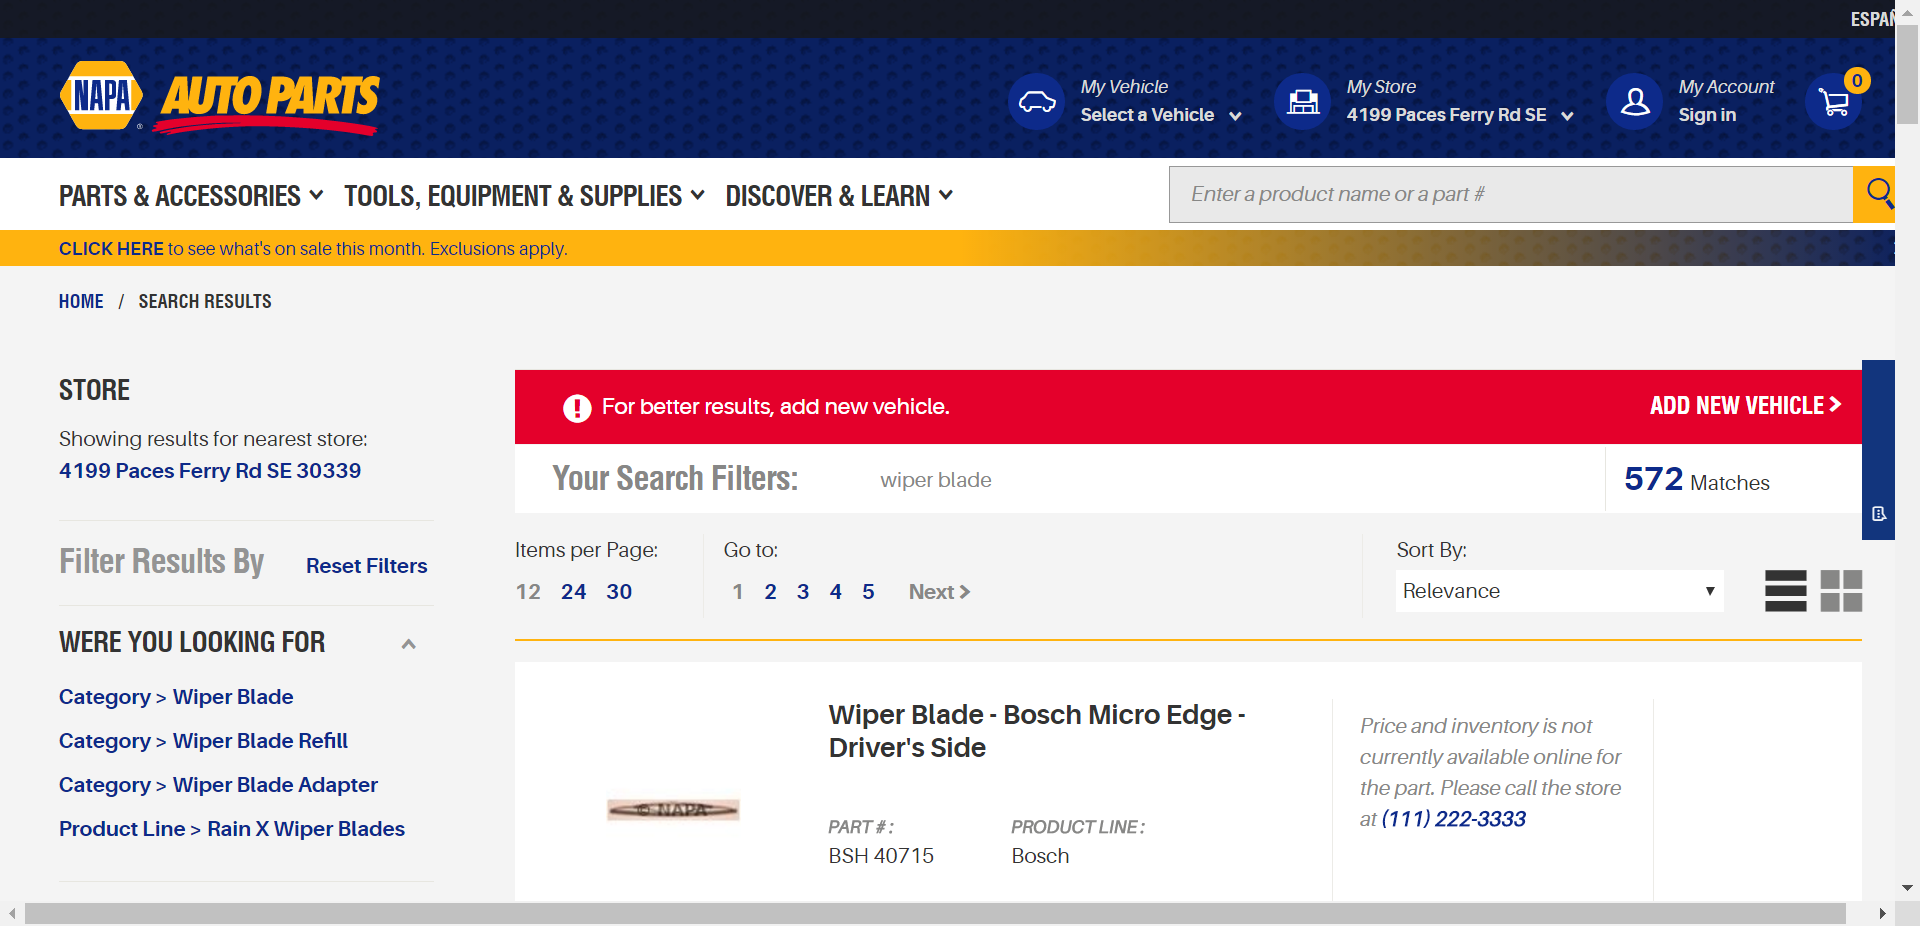 ESPAÑ
NAPA AUTO PARTS
My Vehicle
Select a Vehicle
My Store
4199 Paces Ferry Rd SE
My Account
Sign in
0
PARTS & ACCESSORIES
TOOLS, EQUIPMENT & SUPPLIES
DISCOVER & LEARN
Enter a product name or a part #
CLICK HERE to see what's on sale this month. Exclusions apply.
HOME / SEARCH RESULTS
STORE
Showing results for nearest store:
4199 Paces Ferry Rd SE 30339
Filter Results By
Reset Filters
WERE YOU LOOKING FOR
Category > Wiper Blade
Category > Wiper Blade Refill
Category > Wiper Blade Adapter
Product Line > Rain X Wiper Blades
For better results, add new vehicle.
ADD NEW VEHICLE >
Your Search Filters:
wiper blade
572 Matches
Items per Page:
12 24 30
Go to:
1 2 3 4 5 Next >
Sort By:
Relevance
© NAPA
Wiper Blade - Bosch Micro Edge -
Driver's Side
PART #:
BSH 40715
PRODUCT LINE:
Bosch
Price and inventory is not
currently available online for
the part. Please call the store
at (111) 222-3333